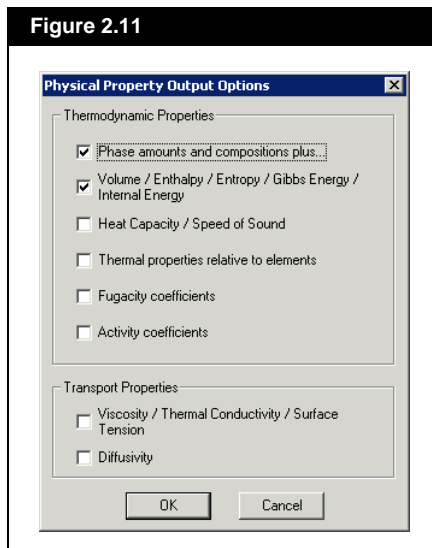 Figure 2.11
Physical Property Output Options
Thermodynamic Properties
Phase amounts and compositions plus...
Volume / Enthalpy / Entropy / Gibbs Energy /
Internal Energy
Heat Capacity / Speed of Sound
Thermal properties relative to elements
Fugacity coefficients
Activity coefficients
Transport Properties
Viscosity / Thermal Conductivity / Surface
Tension
Diffusivity
OK Cancel